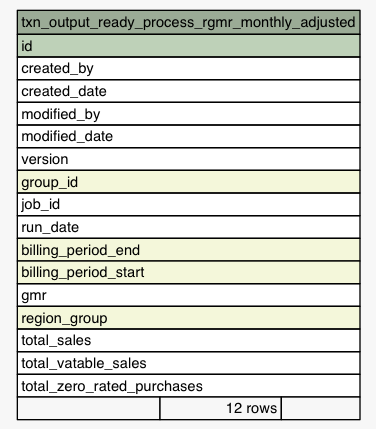 txn_output_ready_process_rgmr_monthly_adjusted
id
created_by
created_date
modified_by
modified_date
version
group_id
job_id
run_date
billing_period_end
billing_period_start
gmr
region_group
total_sales
total_vatable_sales
total_zero_rated_purchases
12 rows